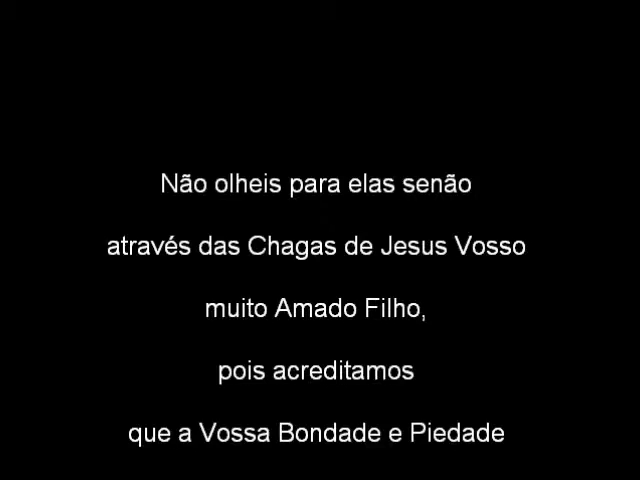 Não olheis para elas senão
através das Chagas de Jesus Vosso
muito Amado Filho,
pois acreditamos
que a Vossa Bondade e Piedade